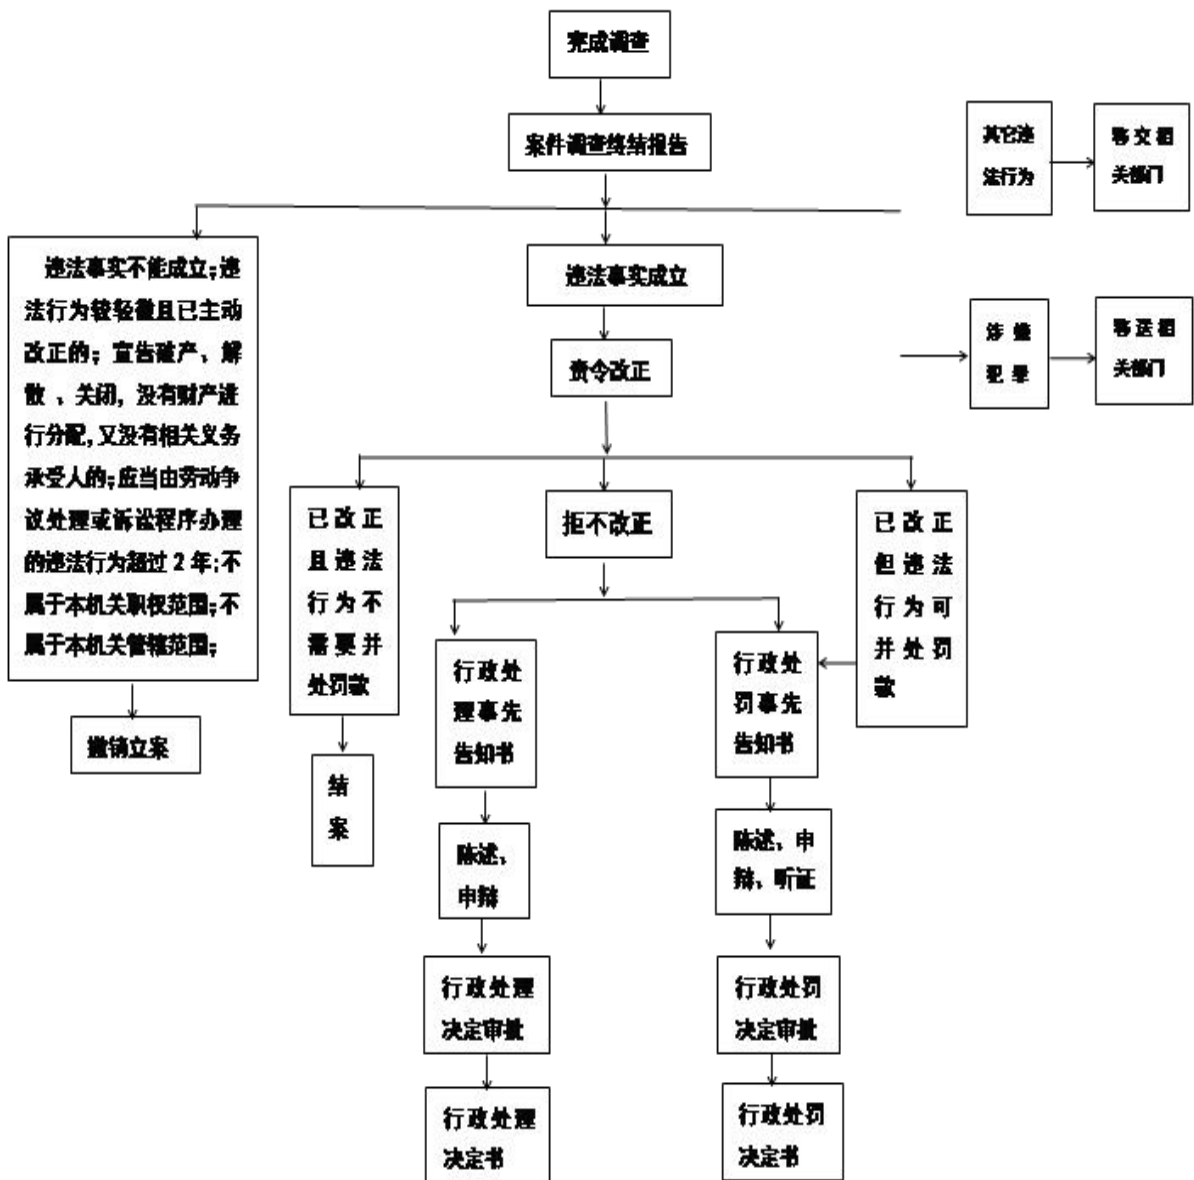 完成调查
案件调查终结报告
其它违
法行为
移交相
关部门
违法事实不能成立;违
法行为较轻微且已主动
改正的;宣告破产、解
散、关闭,没有财产进
行分配,又没有相关义务
承受人的;应当由劳动争
议处理或诉讼程序办理
的违法行为超过2年;不
属于本机关职权范围;不
属于本机关管辖范围;
撤销立案
违法事实成立
责令改正
涉嫌
犯罪
移送相
关部门
已改正
且违法
行为不
需要并
处罚款
结
案
拒不改正
已改正
但违法
行为可
并处罚
款
行政处
理事先
告知书
陈述、
申辩
行政处理
决定审批
行政处理
决定书
行政处
罚事先
告知书
陈述、申
辩、听证
行政处罚
决定审批
行政处罚
决定书